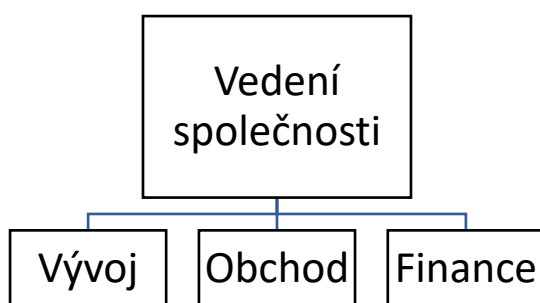 Vedení
společnosti
Vývoj
Obchod
Finance